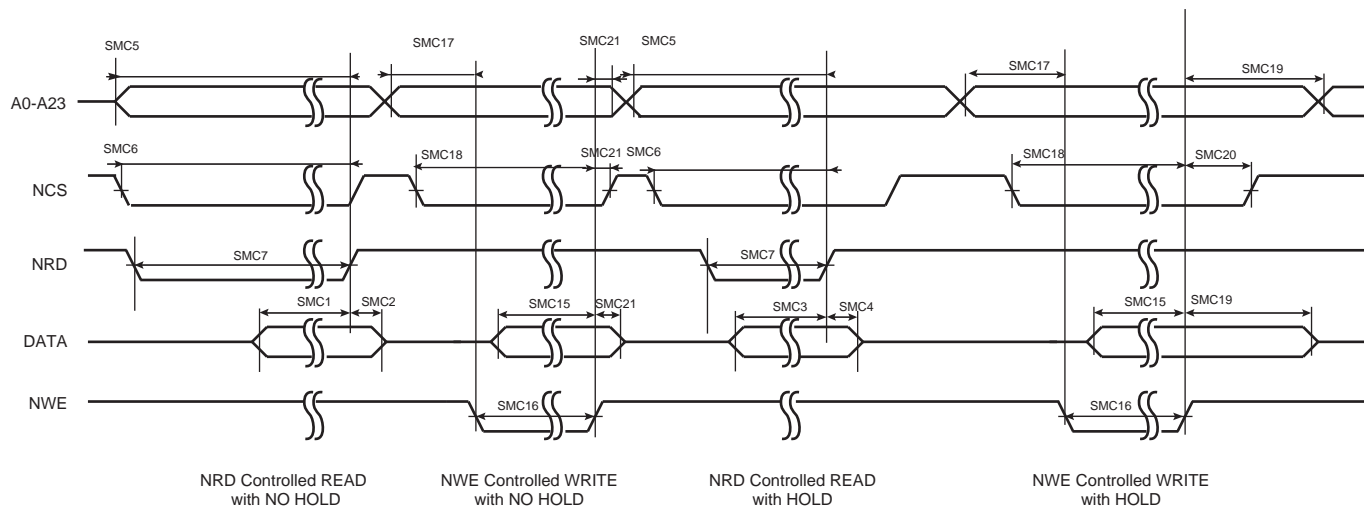 SMC5
SMC17
SMC21
SMC5
SMC17
SMC19
A0-A23
SMC6
SMC18
SMC21
SMC6
SMC18
SMC20
NCS
NRD
SMC7
SMC7
SMC1
SMC2
SMC15
SMC21
SMC3
SMC4
SMC15
SMC19
DATA
NWE
SMC16
SMC16
NRD Controlled READ
with NO HOLD
NWE Controlled WRITE
with NO HOLD
NRD Controlled READ
with HOLD
NWE Controlled WRITE
with HOLD